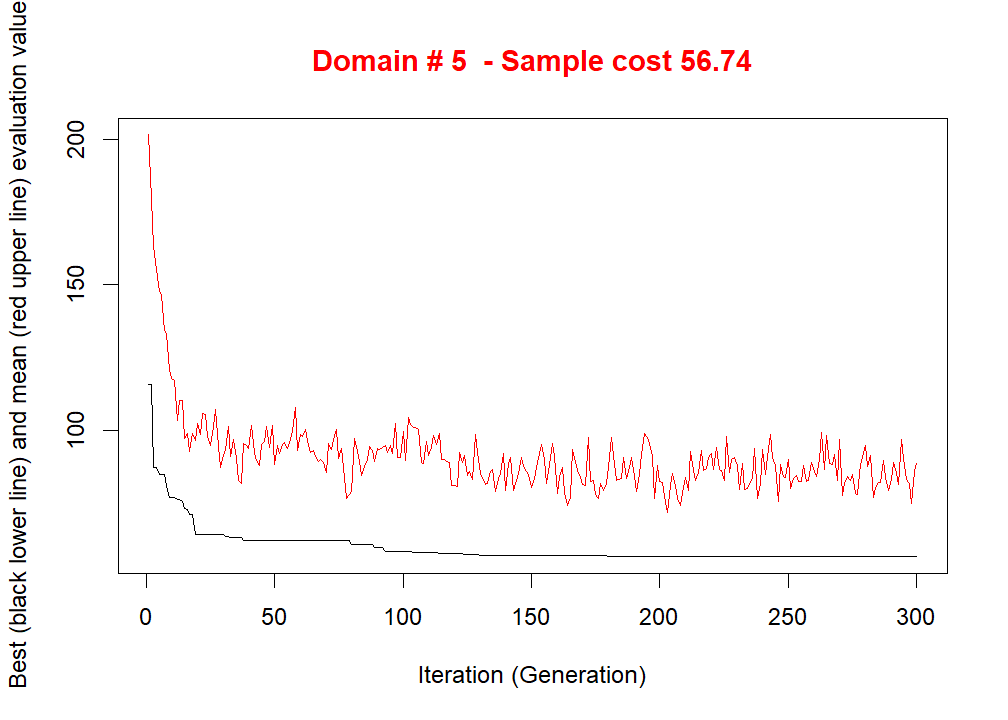 Domain # 5  - Sample cost 56.74
Best (black lower line) and mean (red upper line) evaluation value
200
150
100
0 50 100 150 200 250 300
Iteration (Generation)